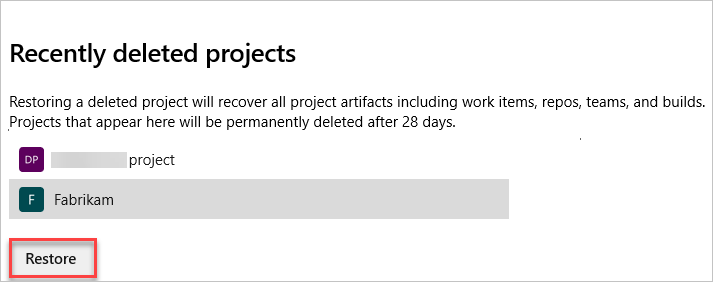 Recently deleted projects
Restoring a deleted project will recover all project artifacts including work items, repos, teams, and builds.
Projects that appear here will be permanently deleted after 28 days.
DP project
F Fabrikam
Restore